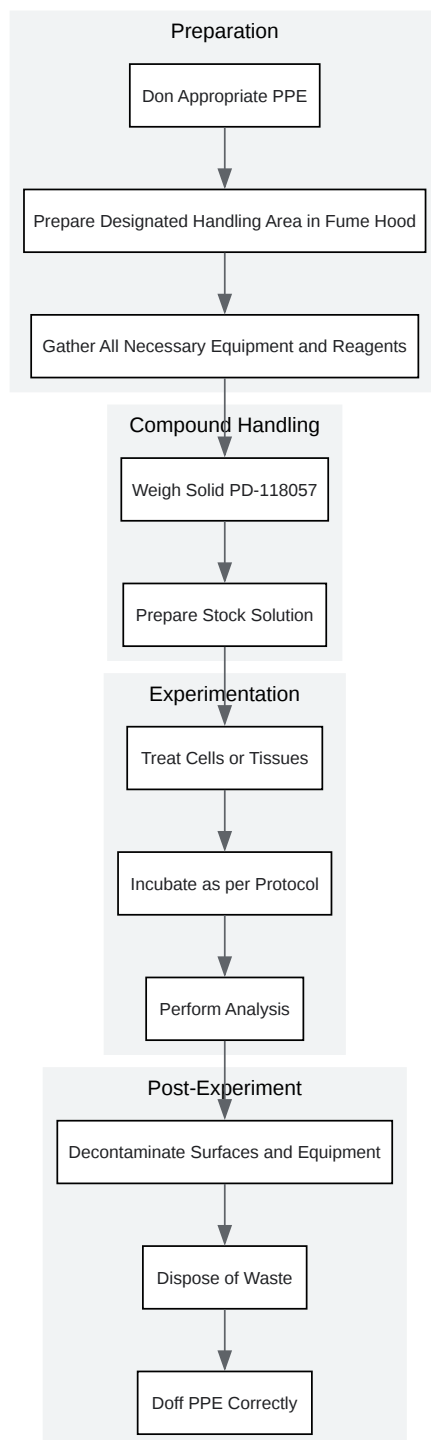 Preparation
Don Appropriate PPE
Prepare Designated Handling Area in Fume Hood
Gather All Necessary Equipment and Reagents
Compound Handling
Weigh Solid PD-118057
Prepare Stock Solution
Experimentation
Treat Cells or Tissues
Incubate as per Protocol
Perform Analysis
Post-Experiment
Decontaminate Surfaces and Equipment
Dispose of Waste
Doff PPE Correctly